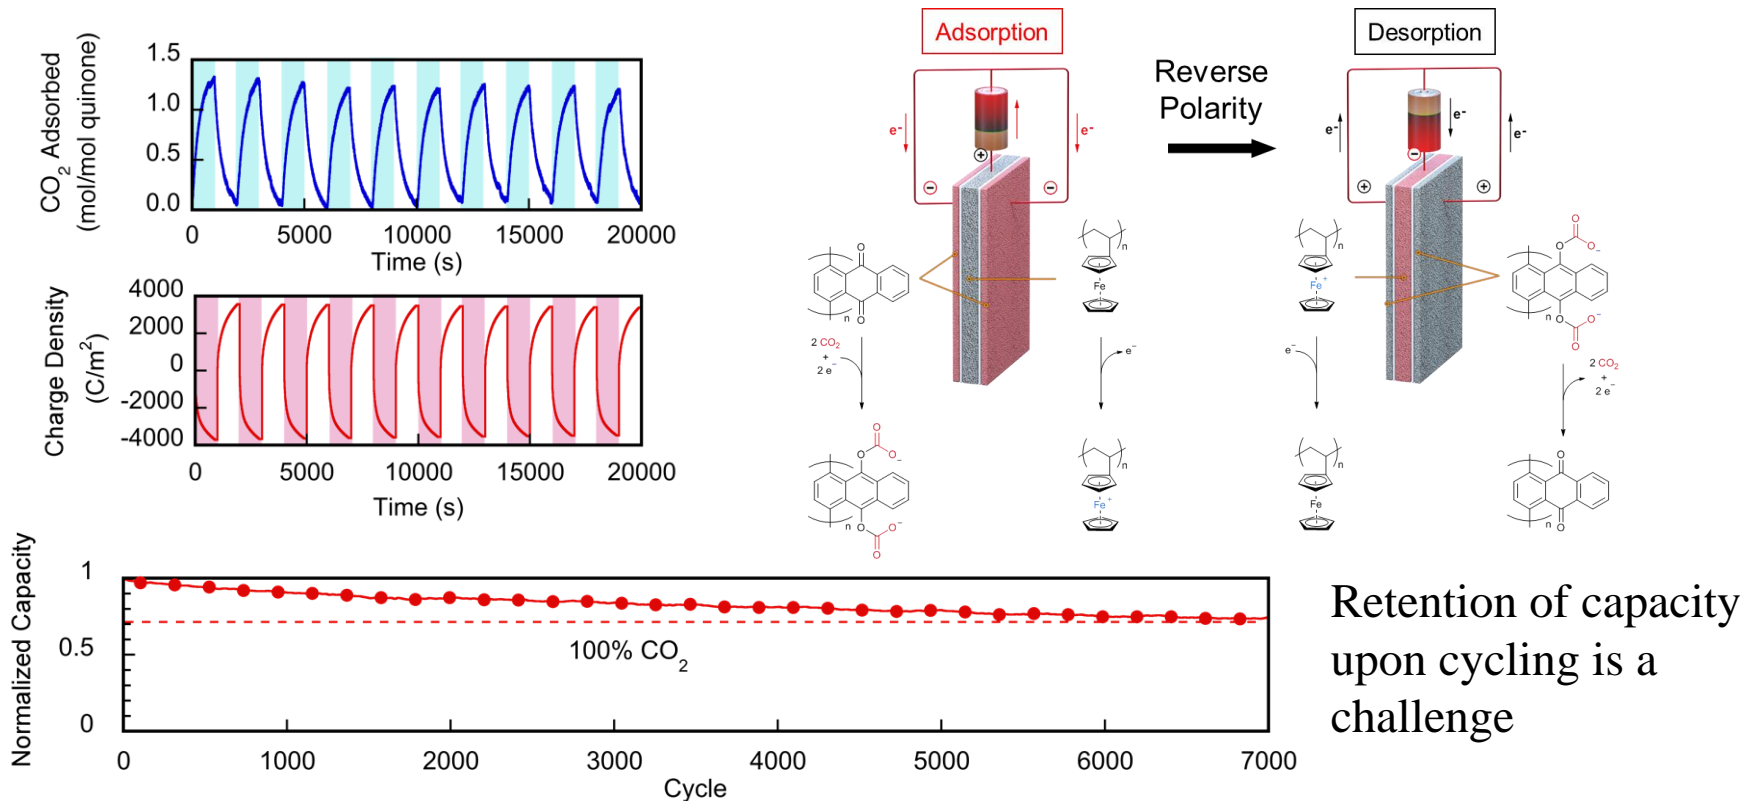 CO2 Adsorbed
(mol/mol quinone)
1.5
1.0
0.5
0.0
0 5000 10000 15000 20000
Time (s)
Charge Density
(C/m2)
4000
2000
0
-2000
-4000
0 5000 10000 15000 20000
Time (s)
Adsorption
Reverse
Polarity
Desorption
e-
e-
+
−
−
e-
e-
e-
−
+
+
O
O
n
2 CO2
+
2 e-
O
O
O-
n
O
O-
O
n
Fe
e-
n
Fe+
n
Fe+
e-
n
Fe
O
O
O-
n
O
O-
O
2 CO2
+
2 e-
O
n
O
Normalized Capacity
1
0.5
0
100% CO2
0 1000 2000 3000 4000 5000 6000 7000
Cycle
Retention of capacity
upon cycling is a
challenge